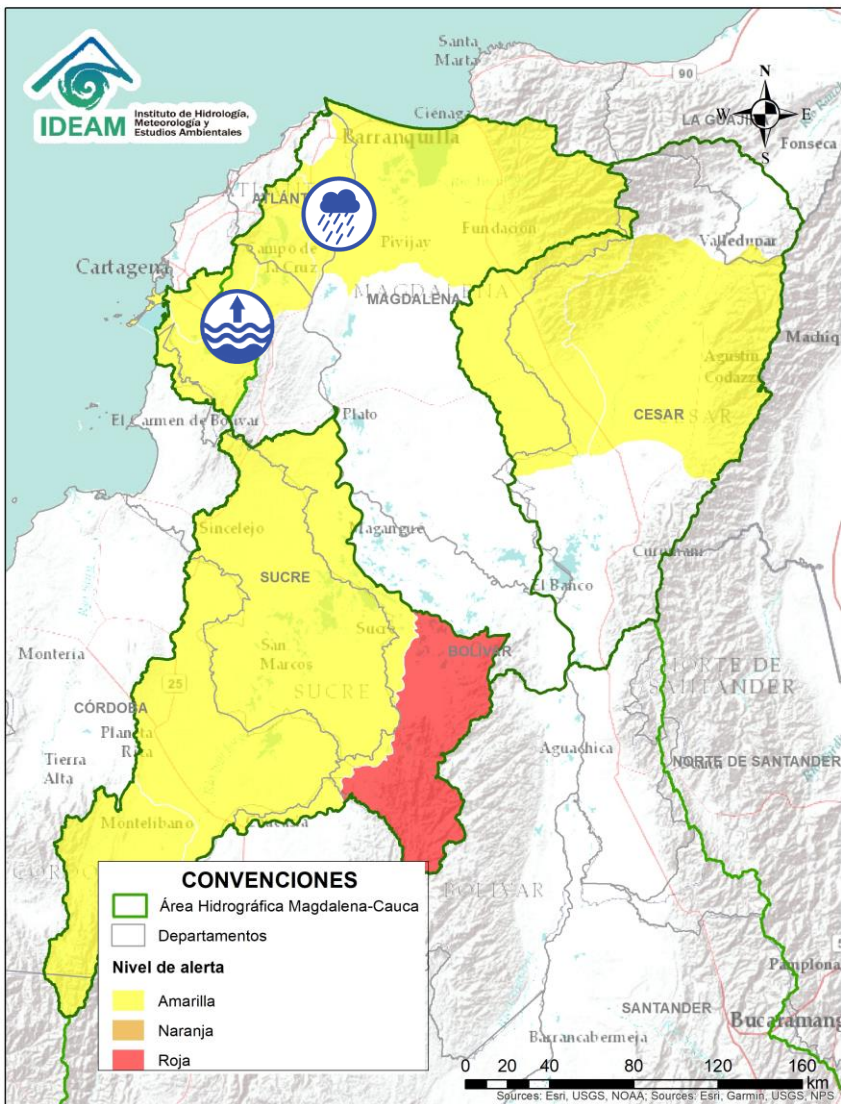 Santa
Marta
90
N
W E
S
LA GUAJIRA
Fonseca
IDEAM
Instituto de Hidrología,
Meteorología y
Estudios Ambientales
Ciénaga
Barranquilla
Pivijay
Fundación
Valledupar
Campo de
la Cruz
Cartagena
MAGDALENA
Agustín
Codazzi
CESAR
El Carmen de Bolívar
Plato
Sincelejo
Magangué
Curumaní
El Banco
SUCRE
Sucre
BOLÍVAR
San
Marcos
SUCRE
Montería
25
CÓRDOBA
Planeta
Rica
Tierra
Alta
NORTE DE
SANTANDER
Aguachica
NORTE DE SANTANDER
Montelíbano
BOLÍVAR
CONVENCIONES
Área Hidrográfica Magdalena-Cauca
Departamentos
Nivel de alerta
Amarilla
Naranja
Roja
Pamplona
SANTANDER
Bucaramanga
Barrancabermeja
0 20 40 80 120 160
km
Sources: Esri, USGS, NOAA; Sources: Esri, Garmin, USGS, NPS